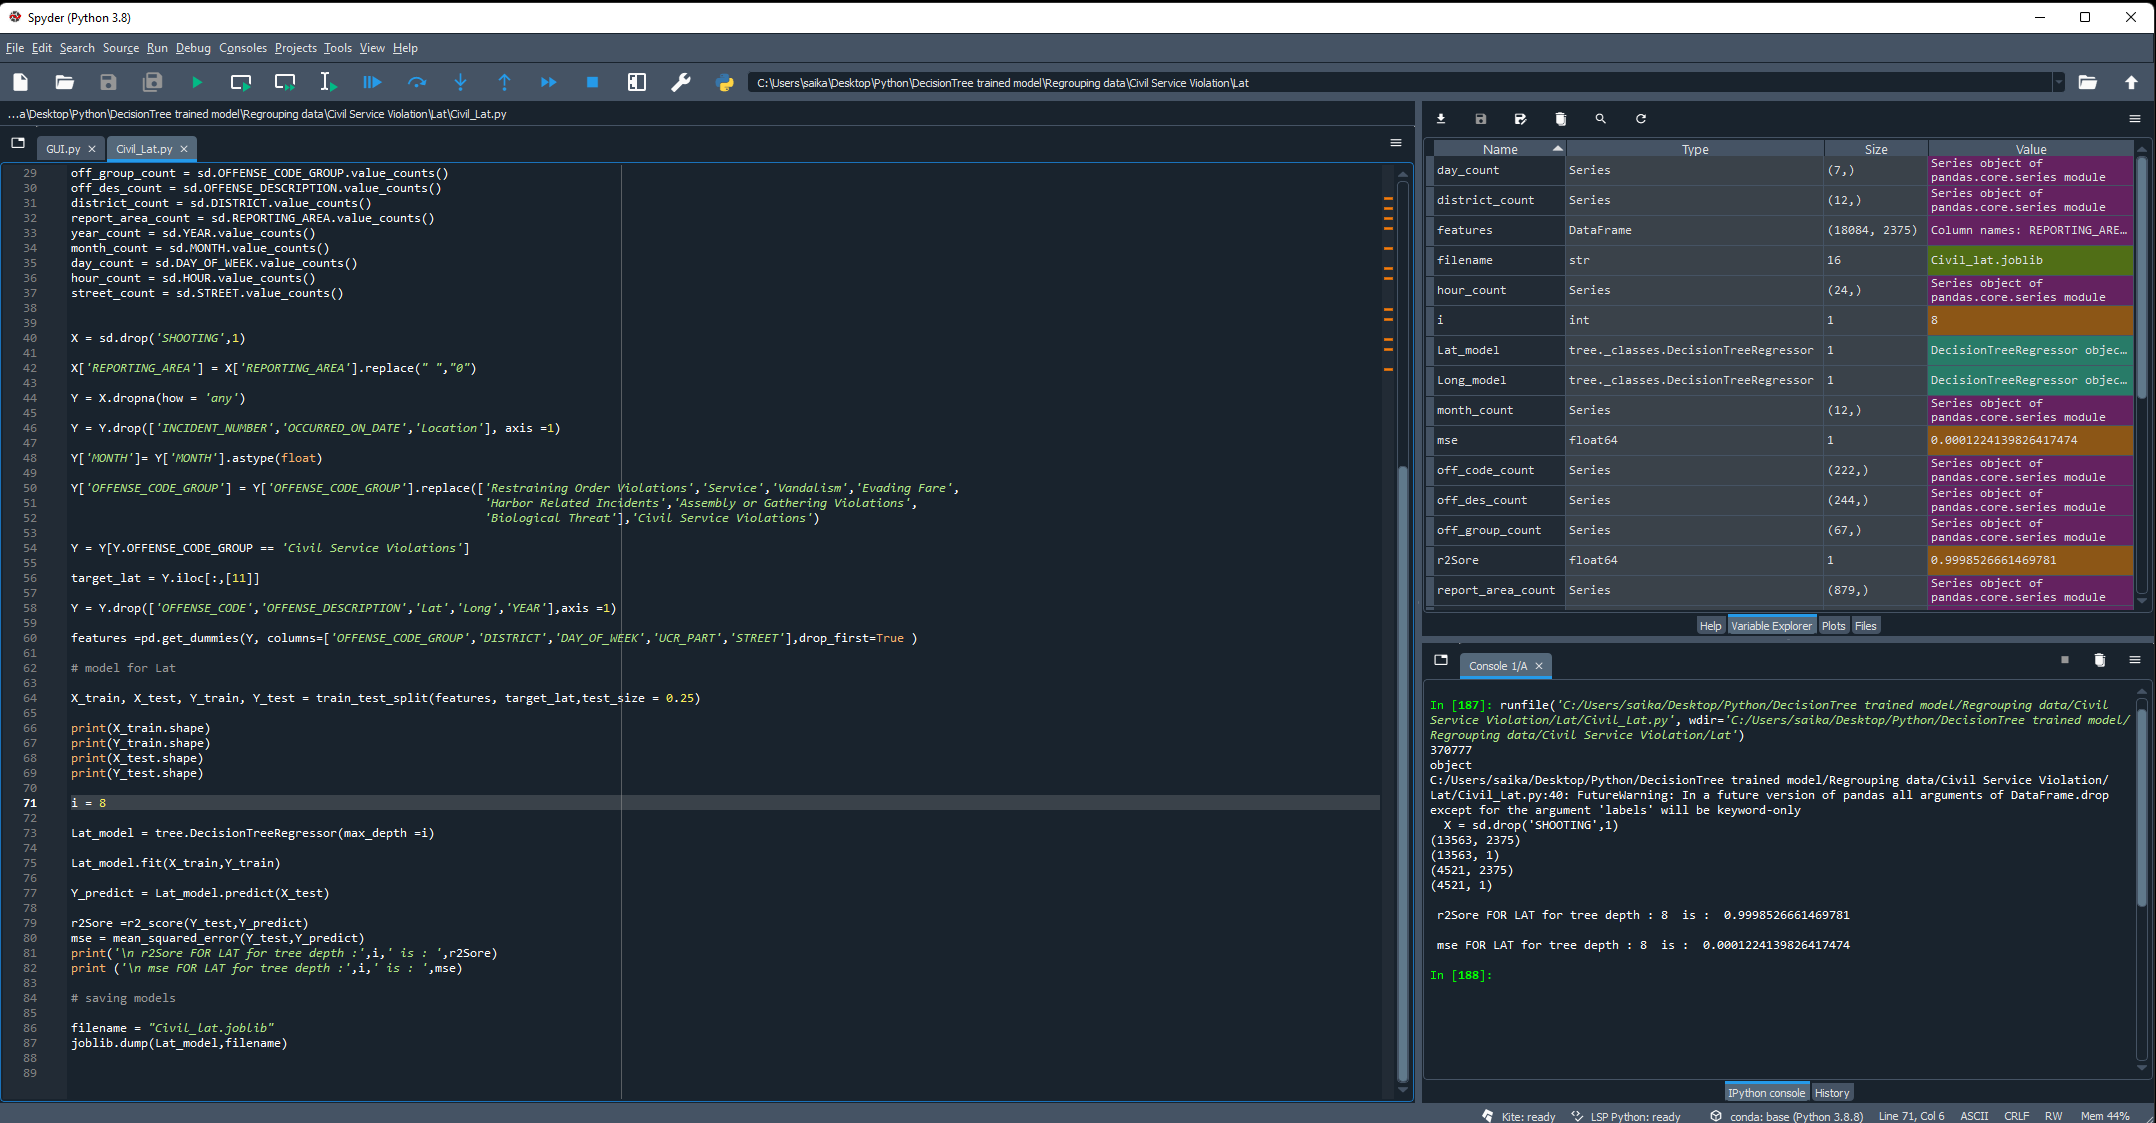 Spyder (Python 3.8)
File Edit Search Source Run Debug Consoles Projects Tools View Help
C:\Users\saika\Desktop\Python\DecisionTree trained model\Regrouping data\Civil Service Violation\Lat
...a\Desktop\Python\DecisionTree trained model\Regrouping data\Civil Service Violation\Lat\Civil_Lat.py
GUI.py Civil_Lat.py
29 off_group_count = sd.OFFENSE_CODE_GROUP.value_counts()
30 off_des_count = sd.OFFENSE_DESCRIPTION.value_counts()
31 district_count = sd.DISTRICT.value_counts()
32 report_area_count = sd.REPORTING_AREA.value_counts()
33 year_count = sd.YEAR.value_counts()
34 month_count = sd.MONTH.value_counts()
35 day_count = sd.DAY_OF_WEEK.value_counts()
36 hour_count = sd.HOUR.value_counts()
37 street_count = sd.STREET.value_counts()
38
39
40 X = sd.drop('SHOOTING',1)
41
42 X['REPORTING_AREA'] = X['REPORTING_AREA'].replace(" ","0")
43
44 Y = X.dropna(how = 'any')
45
46 Y = Y.drop(['INCIDENT_NUMBER','OCCURRED_ON_DATE','Location'], axis =1)
47
48 Y['MONTH']= Y['MONTH'].astype(float)
49
50 Y['OFFENSE_CODE_GROUP'] = Y['OFFENSE_CODE_GROUP'].replace(['Restraining Order Violations','Service','Vandalism','Evading Fare',
51 'Harbor Related Incidents','Assembly or Gathering Violations',
52 'Biological Threat'],'Civil Service Violations')
53
54 Y = Y[Y.OFFENSE_CODE_GROUP == 'Civil Service Violations']
55
56 target_lat = Y.iloc[:,[11]]
57
58 Y = Y.drop(['OFFENSE_CODE','OFFENSE_DESCRIPTION','Lat','Long','YEAR'],axis =1)
59
60 features =pd.get_dummies(Y, columns=['OFFENSE_CODE_GROUP','DISTRICT','DAY_OF_WEEK','UCR_PART','STREET'],drop_first=True )
61
62 # model for Lat
63
64 X_train, X_test, Y_train, Y_test = train_test_split(features, target_lat,test_size = 0.25)
65
66 print(X_train.shape)
67 print(Y_train.shape)
68 print(X_test.shape)
69 print(Y_test.shape)
70
71 i = 8
72
73 Lat_model = tree.DecisionTreeRegressor(max_depth =i)
74
75 Lat_model.fit(X_train,Y_train)
76
77 Y_predict = Lat_model.predict(X_test)
78
79 r2Sore =r2_score(Y_test,Y_predict)
80 mse = mean_squared_error(Y_test,Y_predict)
81 print('\n r2Sore FOR LAT for tree depth :',i,' is : ',r2Sore)
82 print ('\n mse FOR LAT for tree depth :',i,' is : ',mse)
83
84 # saving models
85
86 filename = "Civil_lat.joblib"
87 joblib.dump(Lat_model,filename)
88
89
Name Type Size Value
day_count Series (7,) Series object of
pandas.core.series module
district_count Series (12,) Series object of
pandas.core.series module
features DataFrame (18084, 2375) Column names: REPORTING_ARE...
filename str 16 Civil_lat.joblib
hour_count Series (24,) Series object of
pandas.core.series module
i int 1 8
Lat_model tree._classes.DecisionTreeRegressor 1 DecisionTreeRegressor objec...
Long_model tree._classes.DecisionTreeRegressor 1 DecisionTreeRegressor objec...
month_count Series (12,) Series object of
pandas.core.series module
mse float64 1 0.0001224139826417474
off_code_count Series (222,) Series object of
pandas.core.series module
off_des_count Series (244,) Series object of
pandas.core.series module
off_group_count Series (67,) Series object of
pandas.core.series module
r2Sore float64 1 0.9998526661469781
report_area_count Series (879,) Series object of
pandas.core.series module
Help Variable Explorer Plots Files
Console 1/A
In [187]: runfile('C:/Users/saika/Desktop/Python/DecisionTree trained model/Regrouping data/Civil
Service Violation/Lat/Civil_Lat.py', wdir='C:/Users/saika/Desktop/Python/DecisionTree trained model/
Regrouping data/Civil Service Violation/Lat')
370777
object
C:/Users/saika/Desktop/Python/DecisionTree trained model/Regrouping data/Civil Service Violation/
Lat/Civil_Lat.py:40: FutureWarning: In a future version of pandas all arguments of DataFrame.drop
except for the argument 'labels' will be keyword-only
X = sd.drop('SHOOTING',1)
(13563, 2375)
(13563, 1)
(4521, 2375)
(4521, 1)
r2Sore FOR LAT for tree depth : 8 is : 0.9998526661469781
mse FOR LAT for tree depth : 8 is : 0.0001224139826417474
In [188]:
IPython console History
Kite: ready LSP Python: ready conda: base (Python 3.8.8) Line 71, Col 6 ASCII CRLF RW Mem 44%